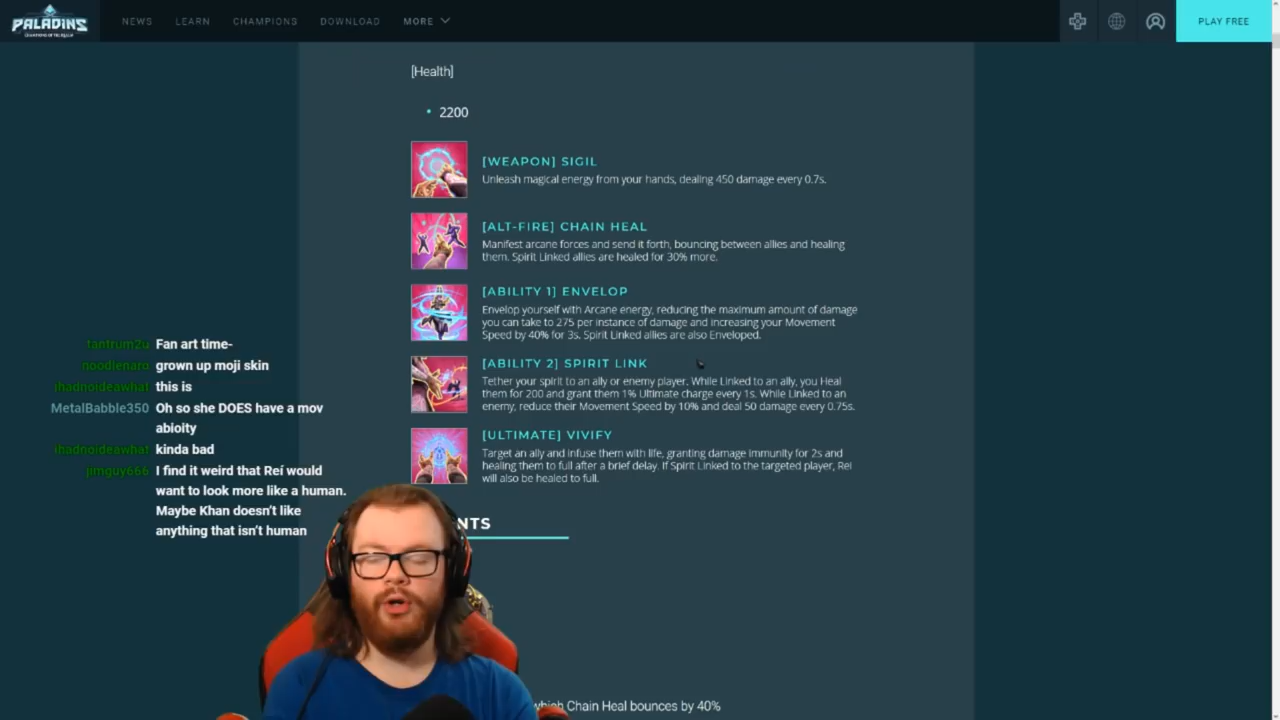 PALADINS
CHAMPIONS OF THE REALM
NEWS
LEARN
CHAMPIONS
DOWNLOAD
MORE
PLAY FREE
[Health]
• 2200
[WEAPON] SIGIL
Unleash magical energy from your hands, dealing 450 damage every 0.7s.
[ALT-FIRE] CHAIN HEAL
Manifest arcane forces and send it forth, bouncing between allies and healing
them. Spirit Linked allies are healed for 30% more.
[ABILITY 1] ENVELOP
Envelop yourself with Arcane energy, reducing the maximum amount of damage
you can take to 275 per instance of damage and increasing your Movement
Speed by 40% for 3s. Spirit Linked allies are also Enveloped.
[ABILITY 2] SPIRIT LINK
Tether your spirit to an ally or enemy player. While Linked to an ally, you Heal
them for 200 and grant them 1% Ultimate charge every 1s. While Linked to an
enemy, reduce their Movement Speed by 10% and deal 50 damage every 0.75s.
[ULTIMATE] VIVIFY
Target an ally and infuse them with life, granting damage immunity for 2s and
healing them to full after a brief delay. If Spirit Linked to the targeted player, Rei
will also be healed to full.
NTS
which Chain Heal bounces by 40%
tantrum2u Fan art time-
noodlenaro grown up moji skin
ihadnoideawhat this is
MetalBabble350 Oh so she DOES have a mov
abioity
ihadnoideawhat kinda bad
jimguy666 I find it weird that Rei would
want to look more like a human.
Maybe Khan doesn't like
anything that isn't human